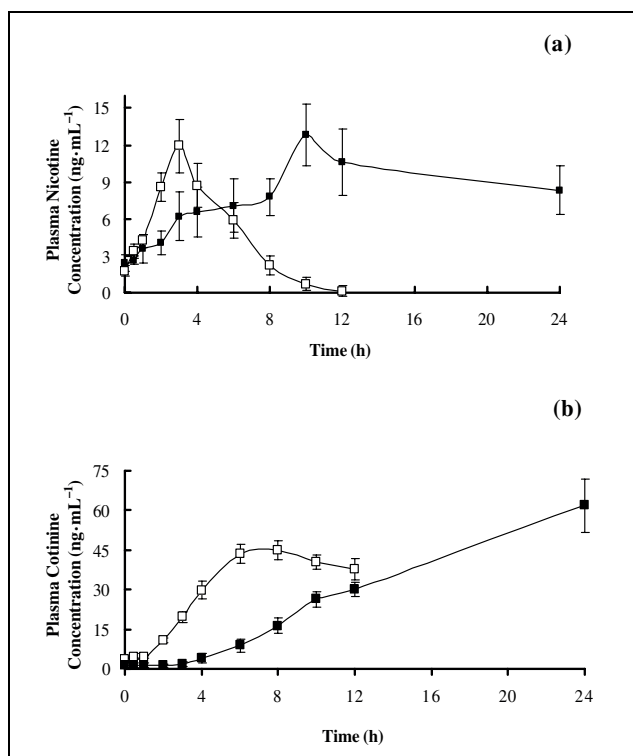 (a)
Plasma Nicotine
Concentration (ng·mL⁻¹)
15
12
9
6
3
0
0 4 8 12 16 20 24
Time (h)
(b)
Plasma Cotinine
Concentration (ng·mL⁻¹)
75
60
45
30
15
0
0 4 8 12 16 20 24
Time (h)